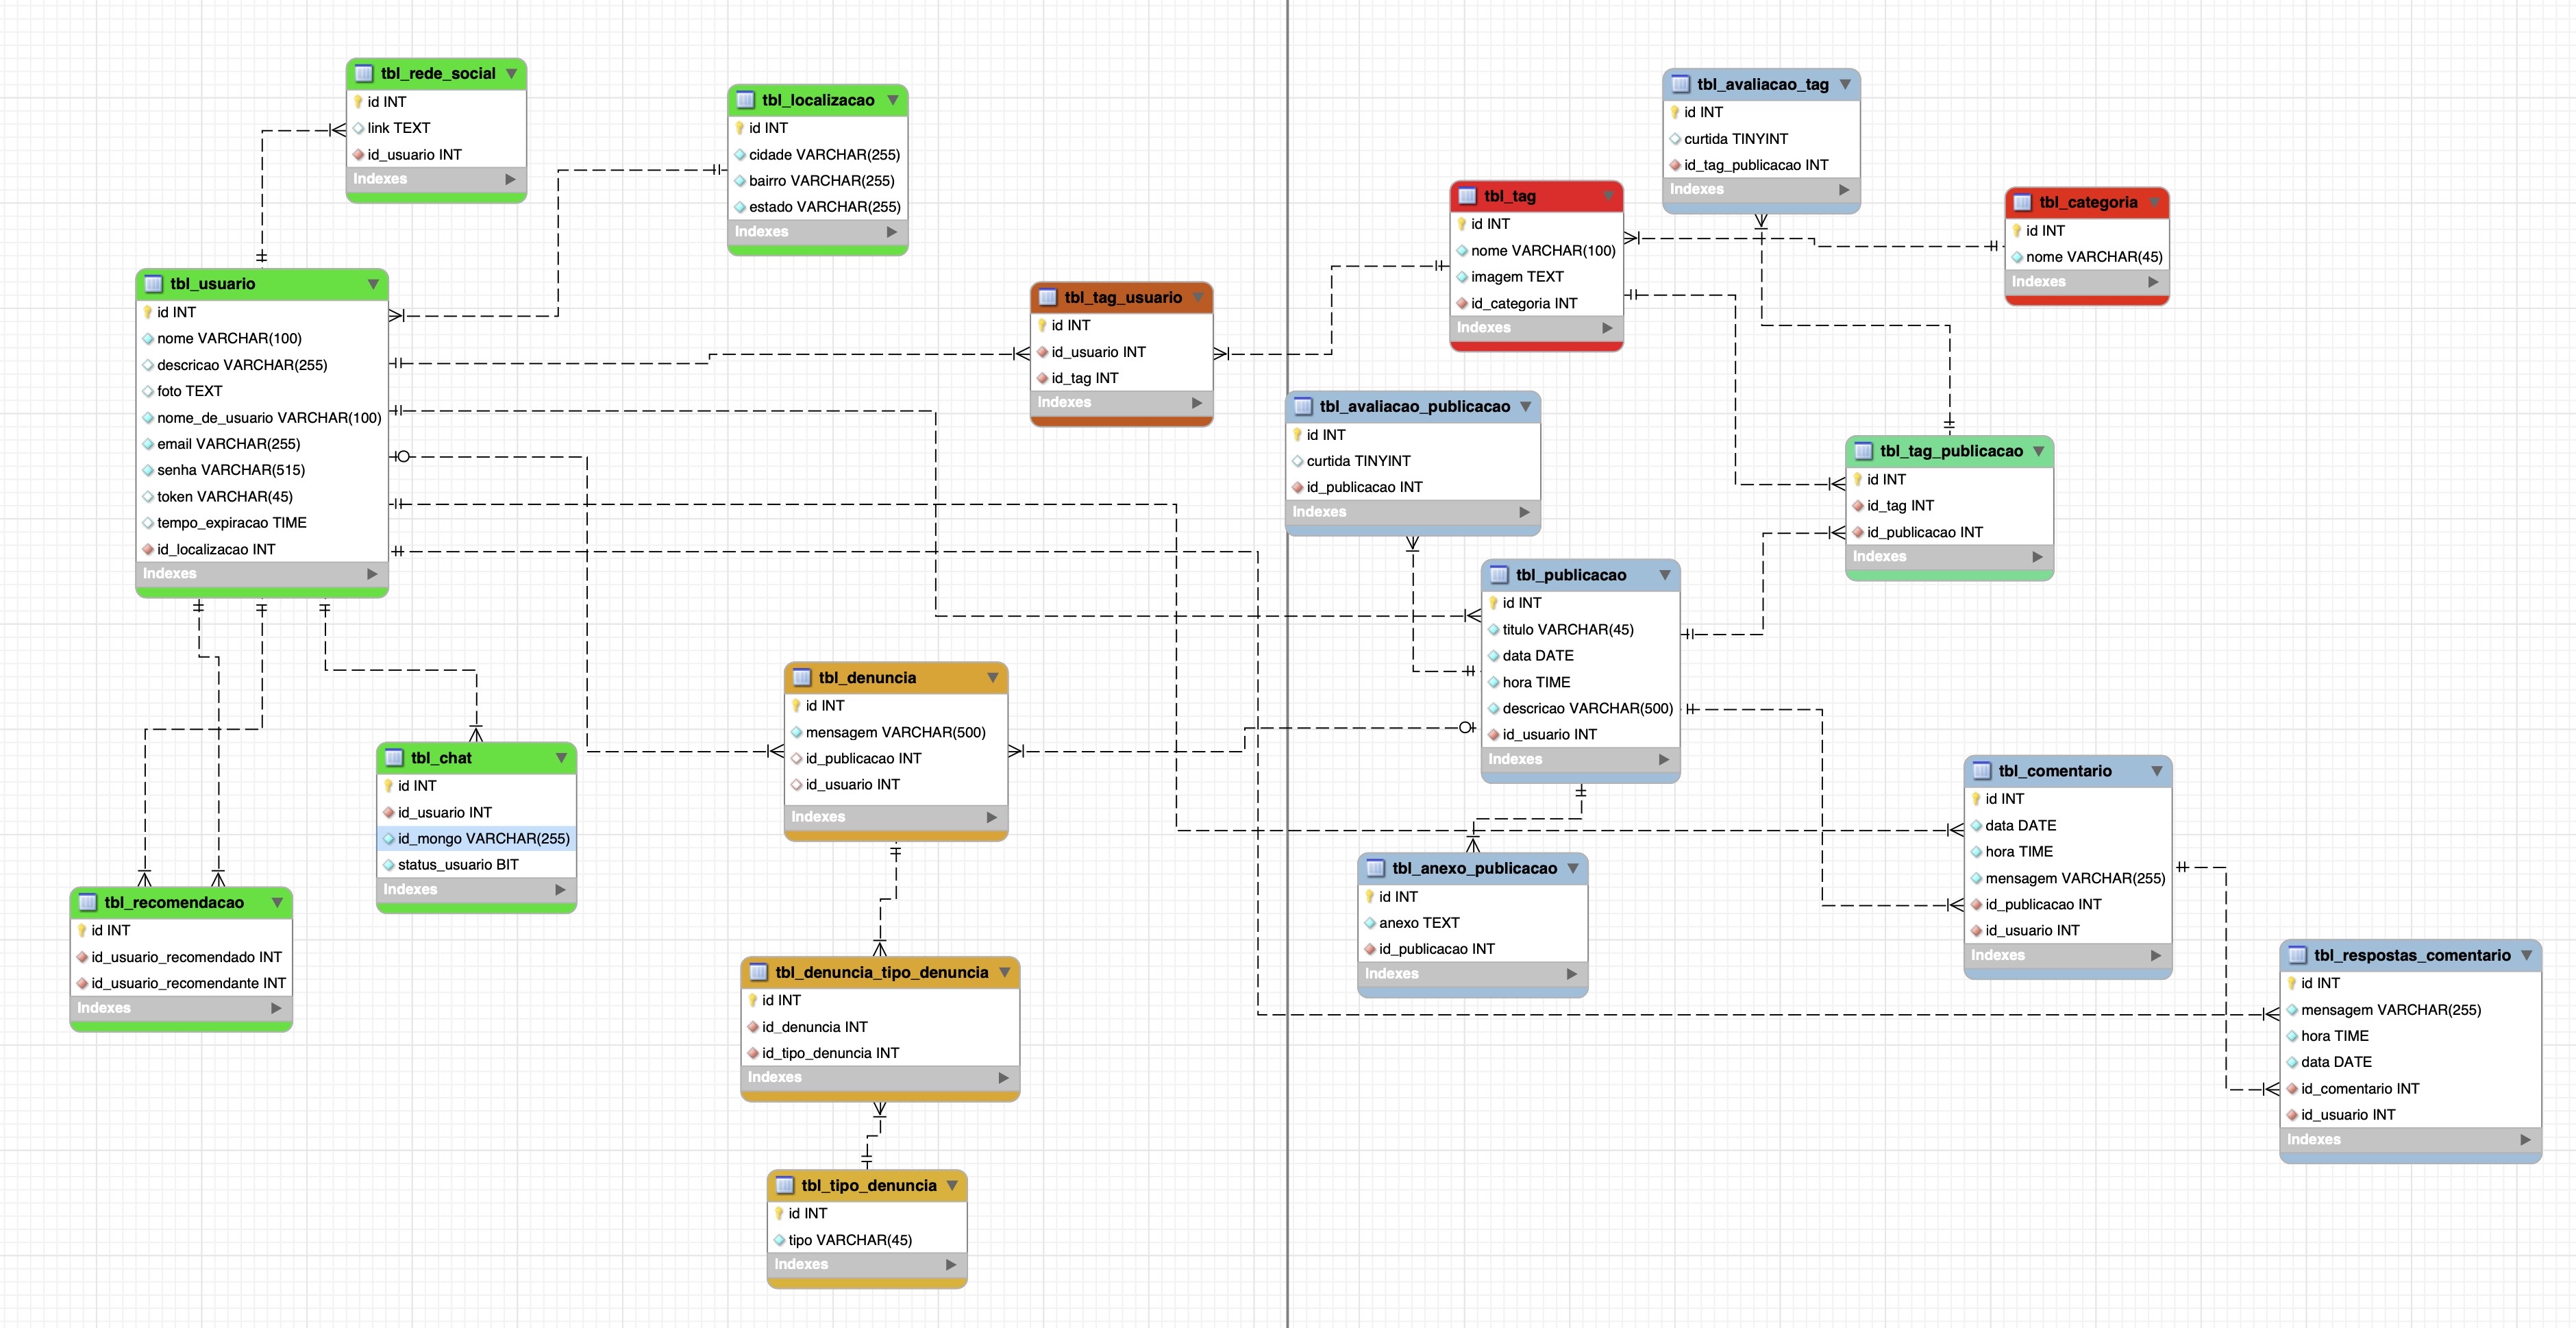 tbl_rede_social
id INT
link TEXT
id_usuario INT
Indexes
tbl_localizacao
id INT
cidade VARCHAR(255)
bairro VARCHAR(255)
estado VARCHAR(255)
Indexes
tbl_avaliacao_tag
id INT
curtida TINYINT
id_tag_publicacao INT
Indexes
tbl_tag
id INT
nome VARCHAR(100)
imagem TEXT
id_categoria INT
Indexes
tbl_categoria
id INT
nome VARCHAR(45)
Indexes
tbl_usuario
id INT
nome VARCHAR(100)
descricao VARCHAR(255)
foto TEXT
nome_de_usuario VARCHAR(100)
email VARCHAR(255)
senha VARCHAR(515)
token VARCHAR(45)
tempo_expiracao TIME
id_localizacao INT
Indexes
tbl_tag_usuario
id INT
id_usuario INT
id_tag INT
Indexes
tbl_avaliacao_publicacao
id INT
curtida TINYINT
id_publicacao INT
Indexes
tbl_tag_publicacao
id INT
id_tag INT
id_publicacao INT
Indexes
tbl_publicacao
id INT
titulo VARCHAR(45)
data DATE
hora TIME
descricao VARCHAR(500)
id_usuario INT
Indexes
tbl_denuncia
id INT
mensagem VARCHAR(500)
id_publicacao INT
id_usuario INT
Indexes
tbl_chat
id INT
id_usuario INT
id_mongo VARCHAR(255)
status_usuario BIT
Indexes
tbl_comentario
id INT
data DATE
hora TIME
mensagem VARCHAR(255)
id_publicacao INT
id_usuario INT
Indexes
tbl_anexo_publicacao
id INT
anexo TEXT
id_publicacao INT
Indexes
tbl_recomendacao
id INT
id_usuario_recomendado INT
id_usuario_recomendante INT
Indexes
tbl_respostas_comentario
id INT
mensagem VARCHAR(255)
hora TIME
data DATE
id_comentario INT
id_usuario INT
Indexes
tbl_denuncia_tipo_denuncia
id INT
id_denuncia INT
id_tipo_denuncia INT
Indexes
tbl_tipo_denuncia
id INT
tipo VARCHAR(45)
Indexes